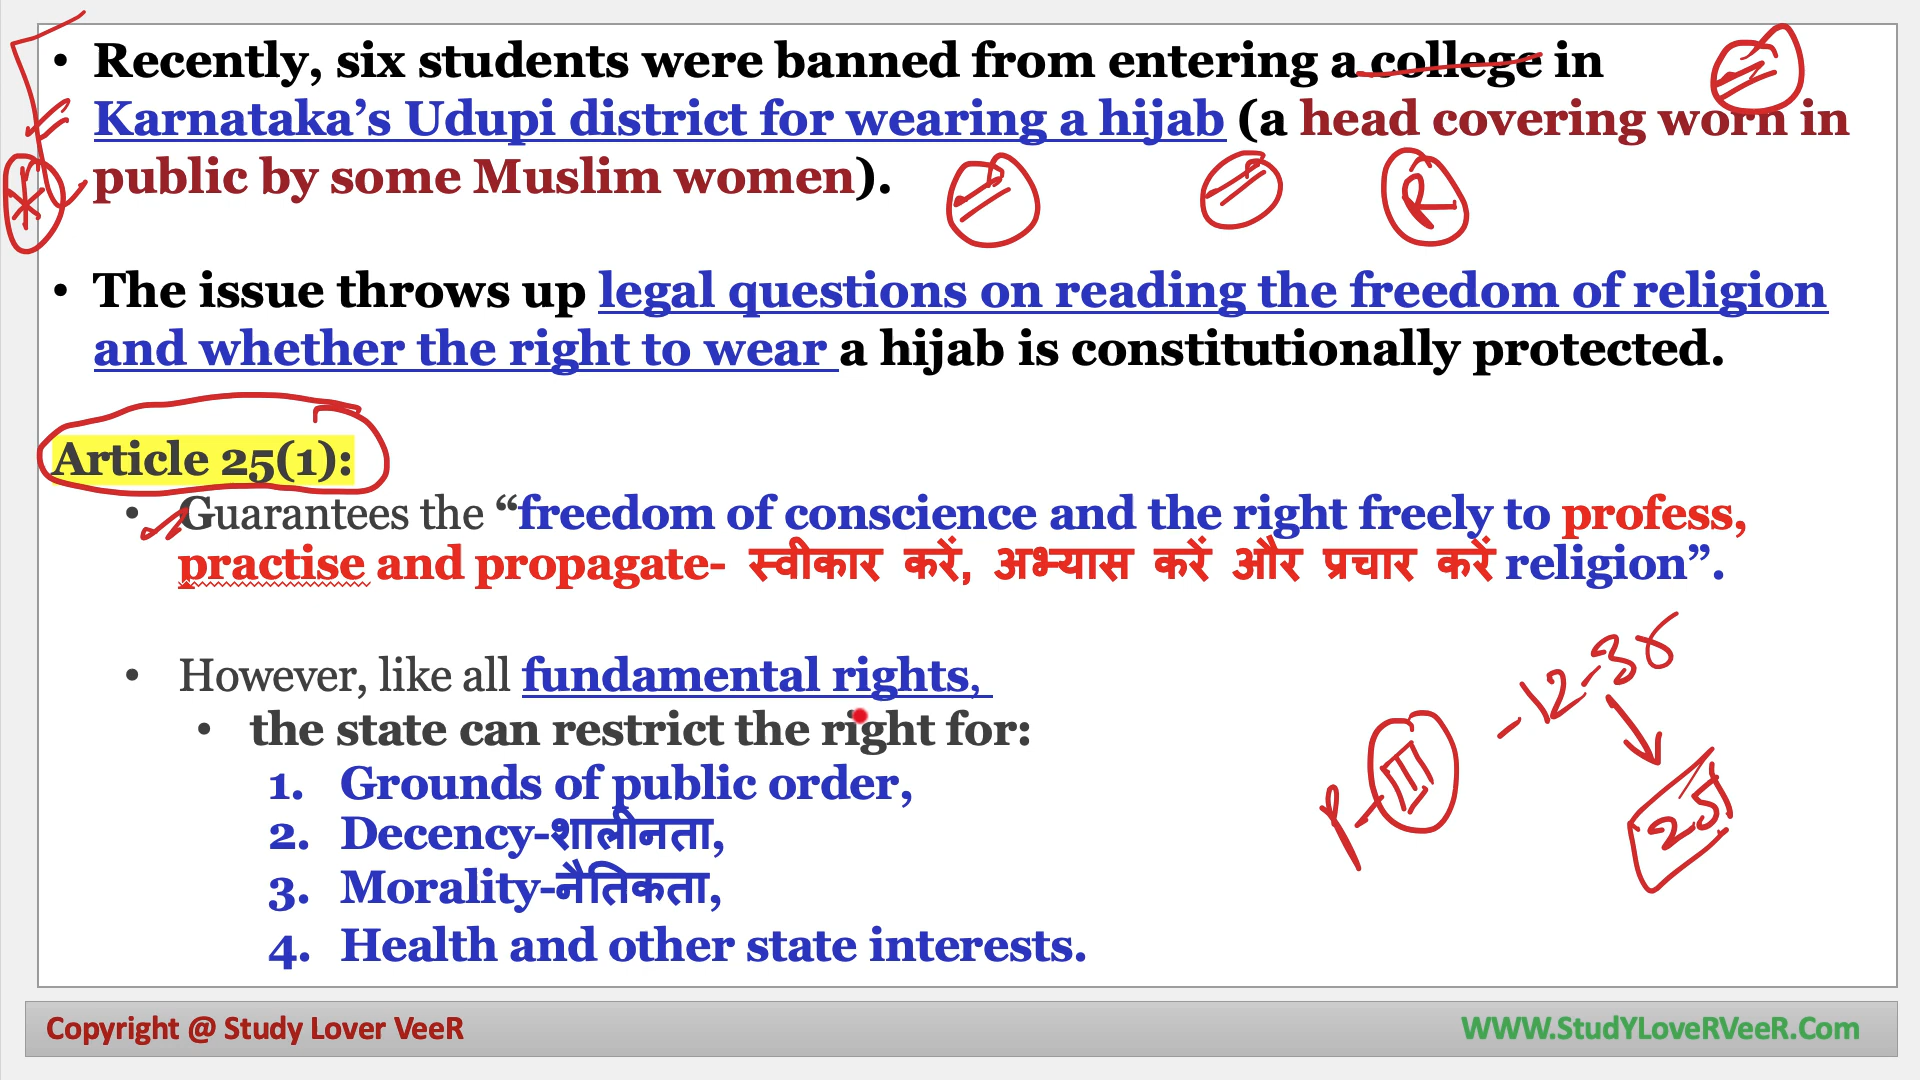 • Recently, six students were banned from entering a college in
Karnataka’s Udupi district for wearing a hijab (a head covering worn in
public by some Muslim women).
R
• The issue throws up legal questions on reading the freedom of religion
and whether the right to wear a hijab is constitutionally protected.
Article 25(1):
• Guarantees the “freedom of conscience and the right freely to profess,
practise and propagate- स्वीकार करें, अभ्यास करें और प्रचार करें religion”.
• However, like all fundamental rights,
• the state can restrict the right for:
1. Grounds of public order,
2. Decency-शालीनता,
3. Morality-नैतिकता,
4. Health and other state interests.
P-III -12-35
25
Copyright @ Study Lover VeeR
WWW.StudYLoveRVeeR.Com